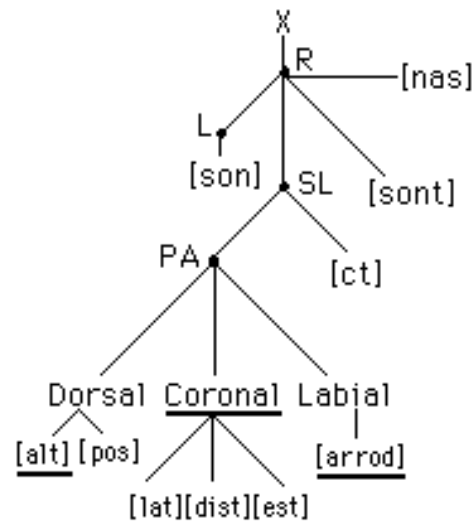 X
R
[nas]
L
[son]
SL
[sont]
PA
[ct]
Dorsal Coronal Labial
[alt] [pos] [arrod]
[lat][dist][est]